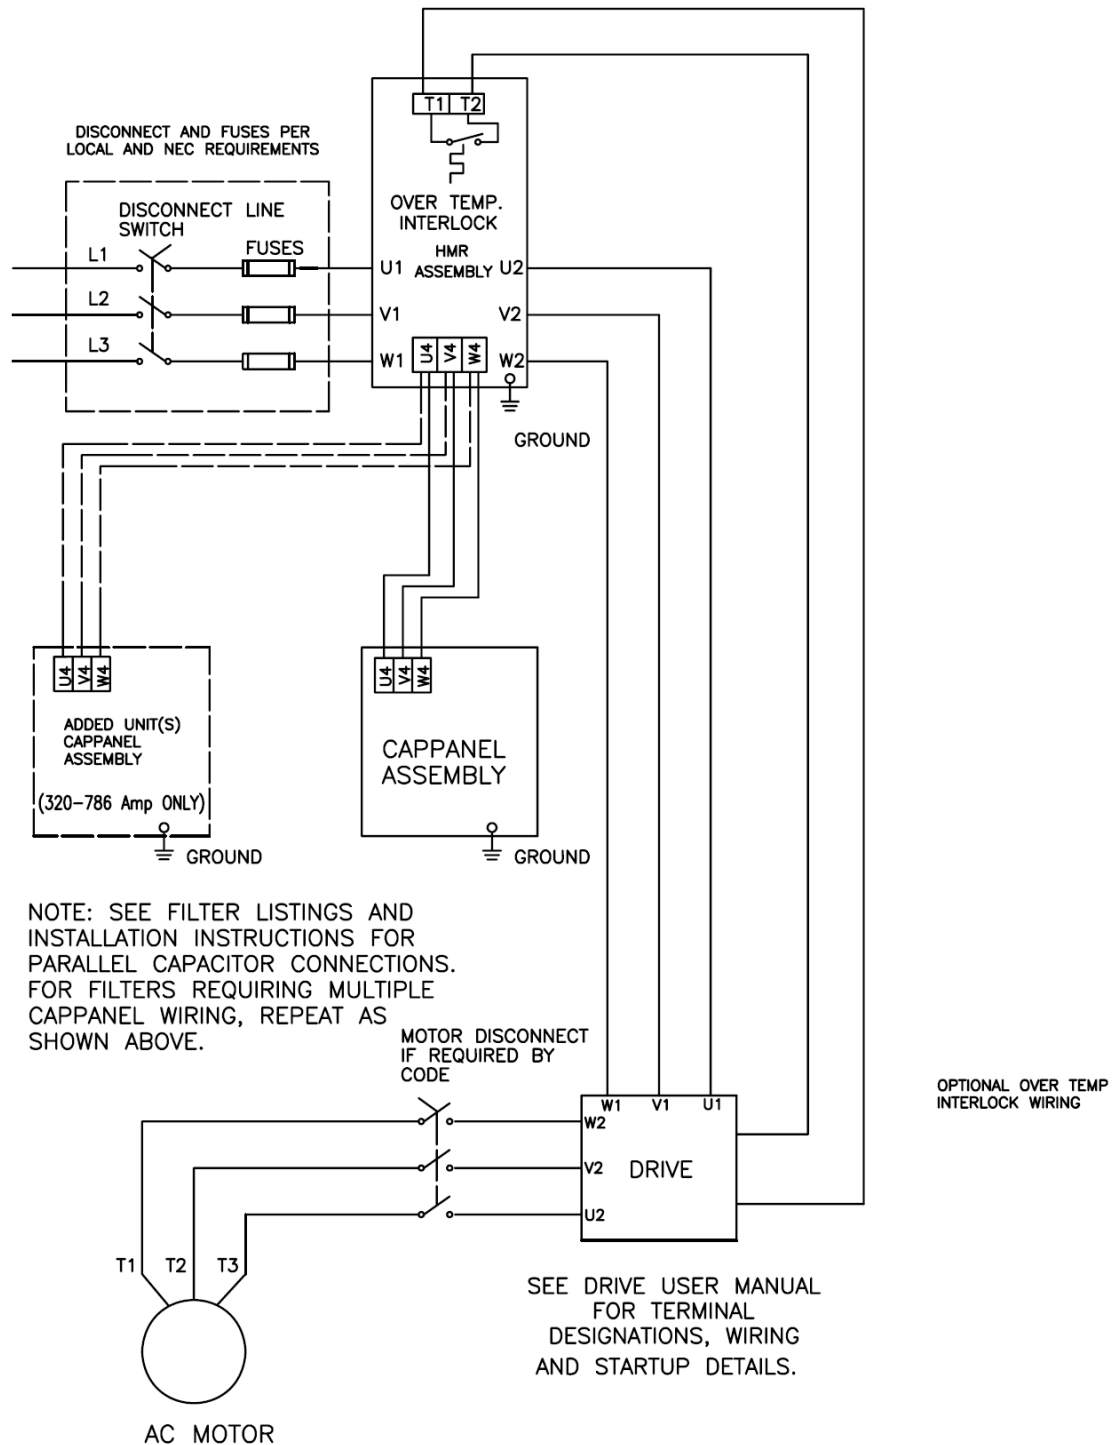 T1 T2
DISCONNECT AND FUSES PER
LOCAL AND NEC REQUIREMENTS
OVER TEMP.
INTERLOCK
DISCONNECT LINE
SWITCH
FUSES
HMR
ASSEMBLY
L1
U1
U2
L2
V1
V2
L3
W1
U4 V4 W4
W2
GROUND
U4 V4 W4
ADDED UNIT(S)
CAPPANEL
ASSEMBLY
(320-786 Amp ONLY)
GROUND
U4 V4 W4
CAPPANEL
ASSEMBLY
GROUND
NOTE: SEE FILTER LISTINGS AND
INSTALLATION INSTRUCTIONS FOR
PARALLEL CAPACITOR CONNECTIONS.
FOR FILTERS REQUIRING MULTIPLE
CAPPANEL WIRING, REPEAT AS
SHOWN ABOVE.
MOTOR DISCONNECT
IF REQUIRED BY
CODE
OPTIONAL OVER TEMP
INTERLOCK WIRING
W1 V1 U1
W2
V2
DRIVE
U2
T1 T2 T3
SEE DRIVE USER MANUAL
FOR TERMINAL
DESIGNATIONS, WIRING
AND STARTUP DETAILS.
AC MOTOR